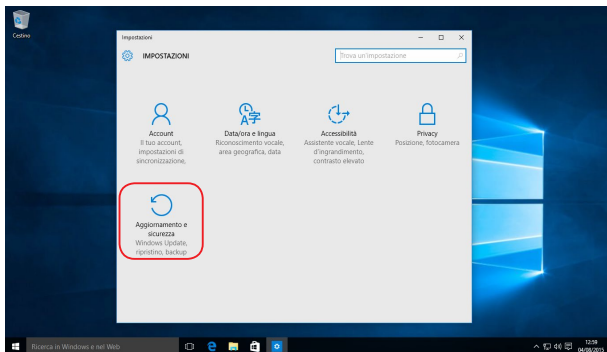 Cestino
Impostazioni
IMPOSTAZIONI
Trova un'impostazione
Account
Il tuo account,
impostazioni di
sincronizzazione,
Data/ora e lingua
Riconoscimento vocale,
area geografica, data
Accessibilità
Assistente vocale, Lente
d'ingrandimento,
contrasto elevato
Privacy
Posizione, fotocamera
Aggiornamento e
sicurezza
Windows Update,
ripristino, backup
Ricerca in Windows e nel Web
12:59
04/08/2015